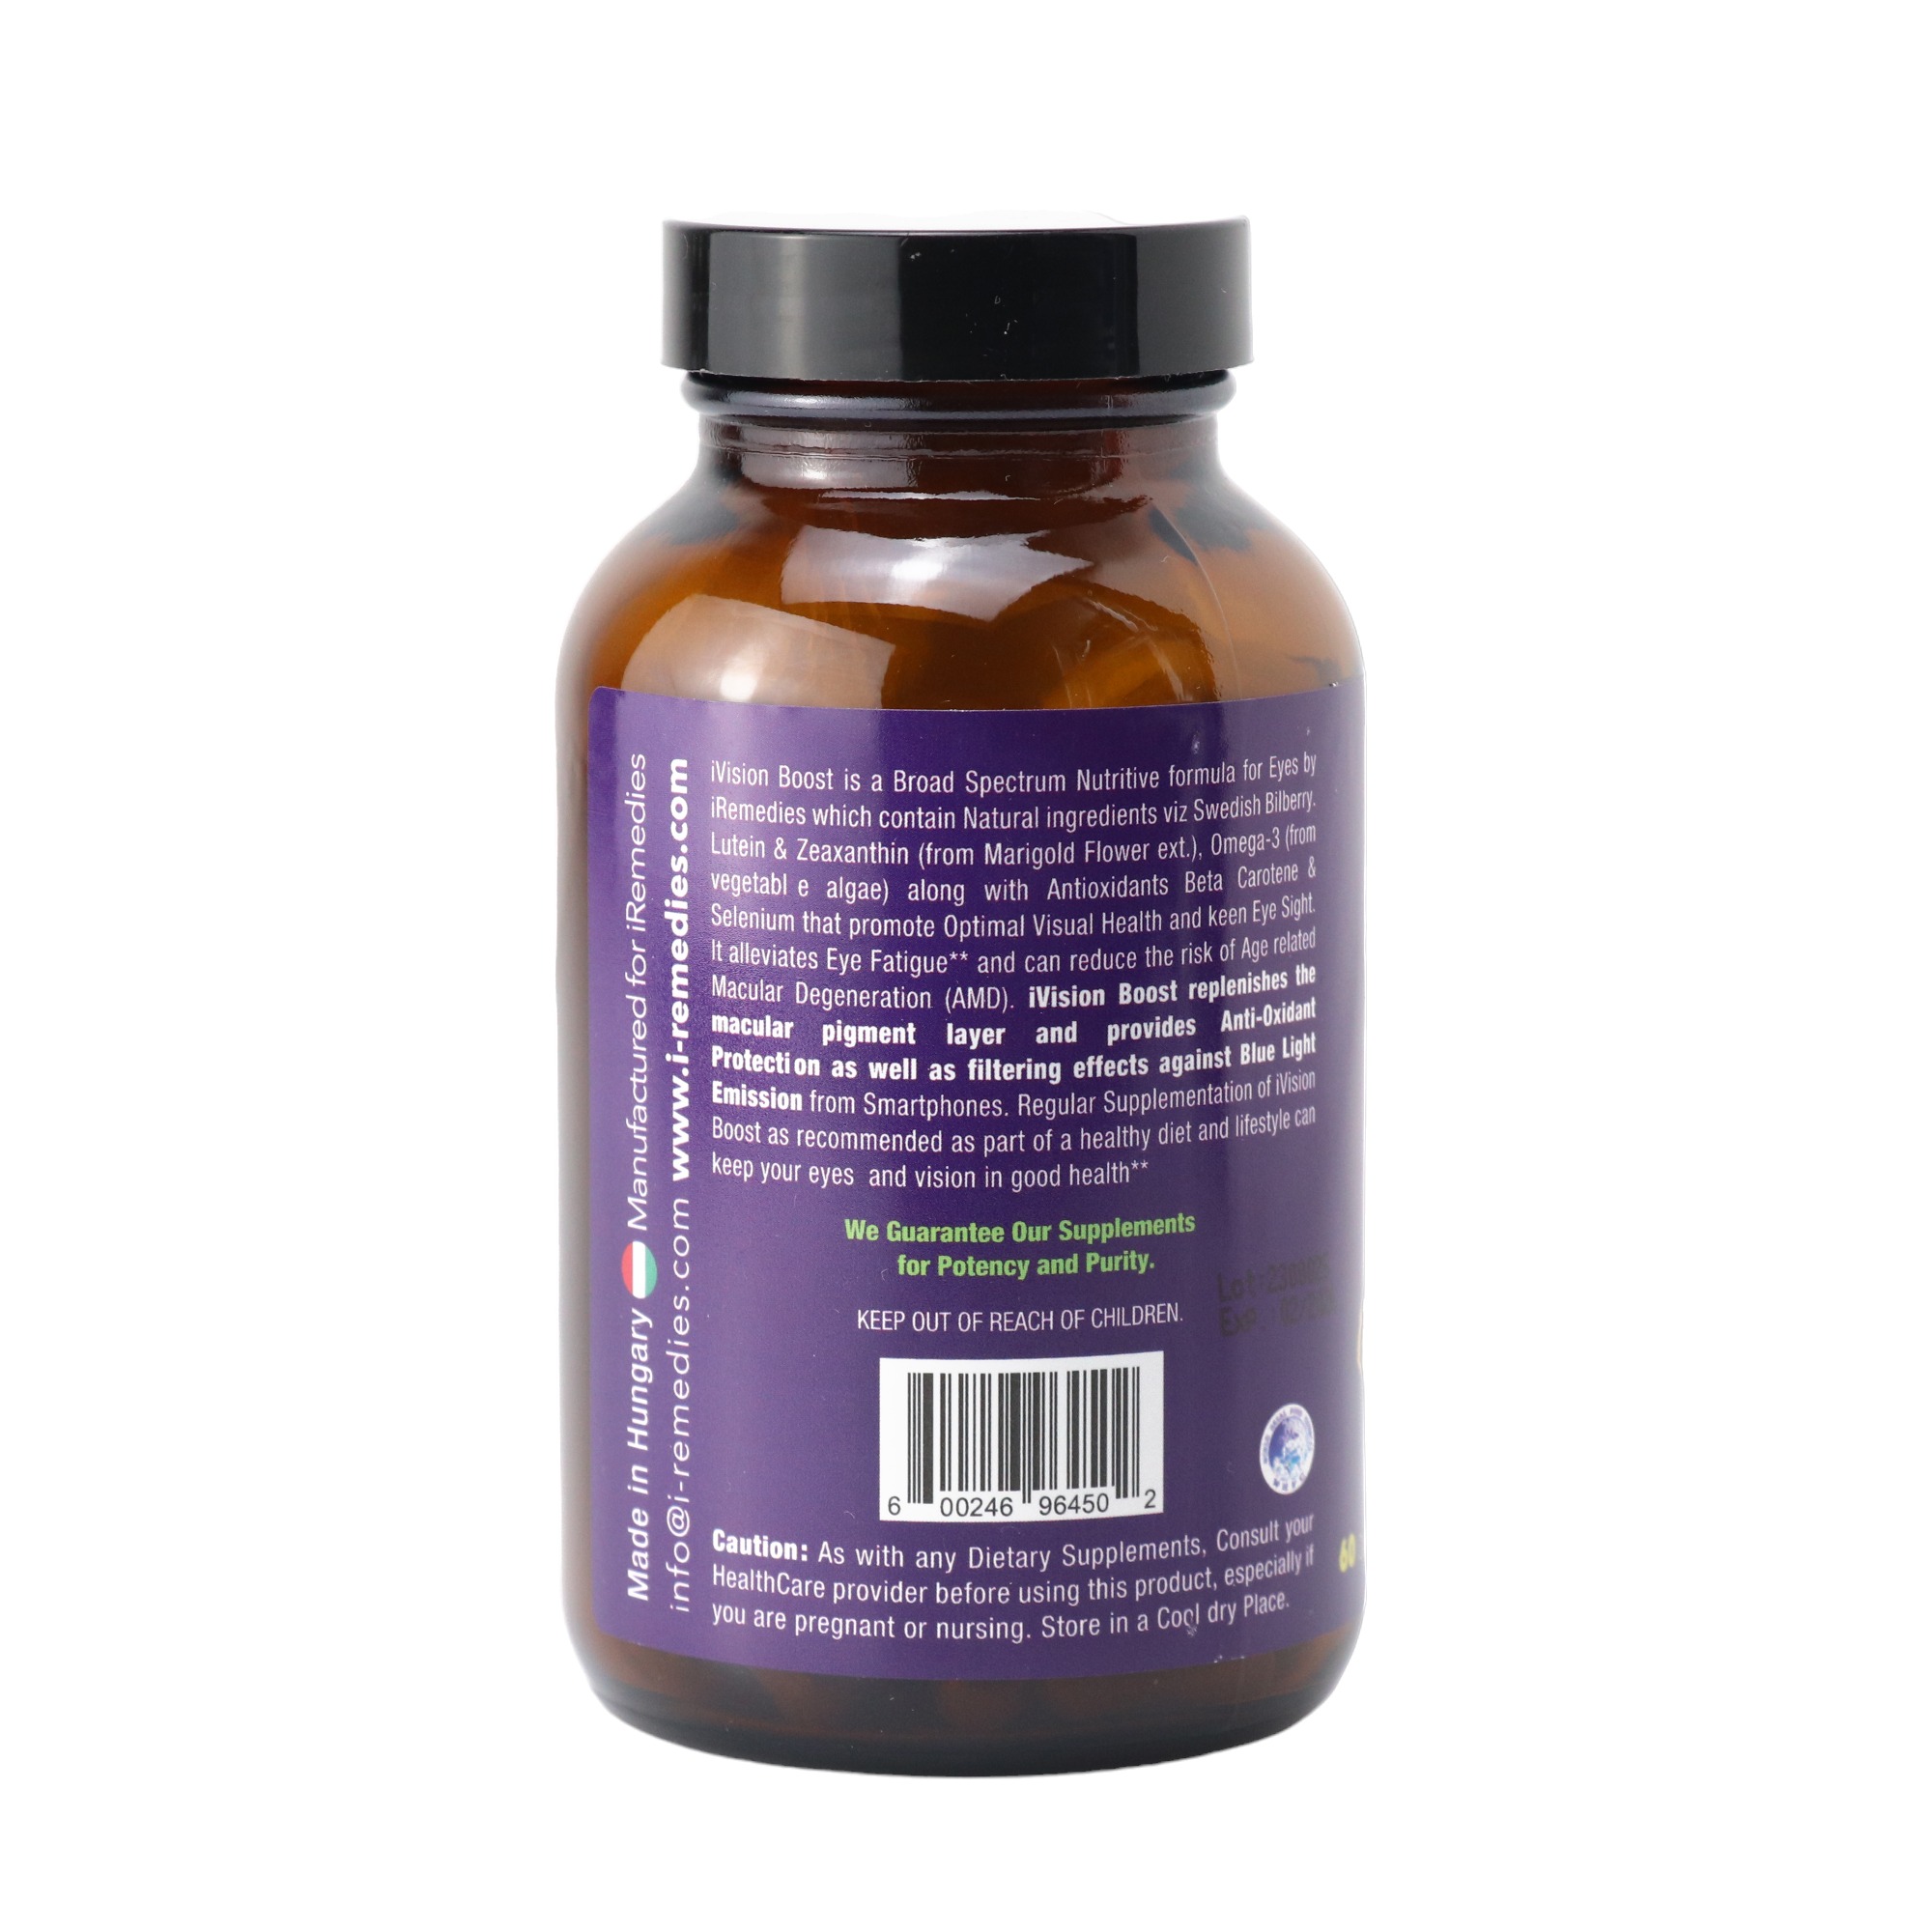 iVision Boost is a Broad Spectrum Nutritive formula for Eyes by
iRemedies which contain Natural ingredients viz Swedish Bilberry.
Lutein & Zeaxanthin (from Marigold Flower ext.), Omega-3 (from
vegetabl e algae) along with Antioxidants Beta Carotene &
Selenium that promote Optimal Visual Health and keen Eye Sight.
It alleviates Eye Fatigue** and can reduce the risk of Age related
Macular Degeneration (AMD). iVision Boost replenishes the
macular pigment layer and provides Anti-Oxidant
Protection as well as filtering effects against Blue Light
Emission from Smartphones. Regular Supplementation of iVision
Boost as recommended as part of a healthy diet and lifestyle can
keep your eyes and vision in good health**
We Guarantee Our Supplements
for Potency and Purity.
KEEP OUT OF REACH OF CHILDREN.
Lot
Exp. 02/
6 00246 96450 2
Caution: As with any Dietary Supplements, Consult your
HealthCare provider before using this product, especially if
you are pregnant or nursing. Store in a Cool dry Place.
Made in Hungary Manufactured for iRemedies
info@i-remedies.com www.i-remedies.com
60